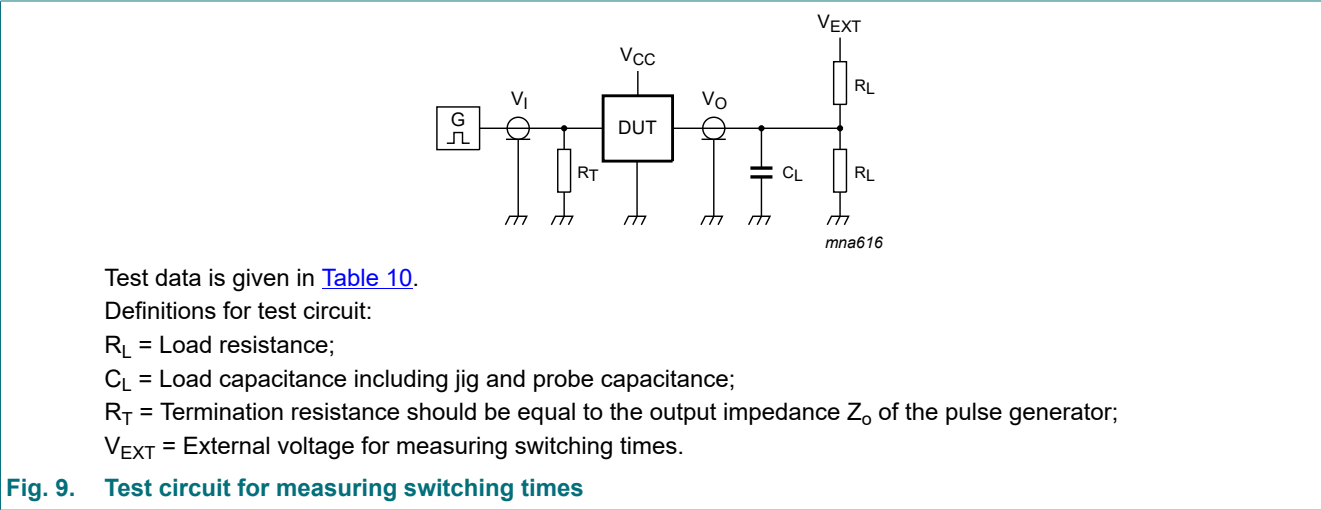 VEXT
VCC
RL
VI
VO
G
DUT
RT
CL
RL
mna616
Test data is given in Table 10.
Definitions for test circuit:
RL = Load resistance;
CL = Load capacitance including jig and probe capacitance;
RT = Termination resistance should be equal to the output impedance Zo of the pulse generator;
VEXT = External voltage for measuring switching times.
Fig. 9. Test circuit for measuring switching times